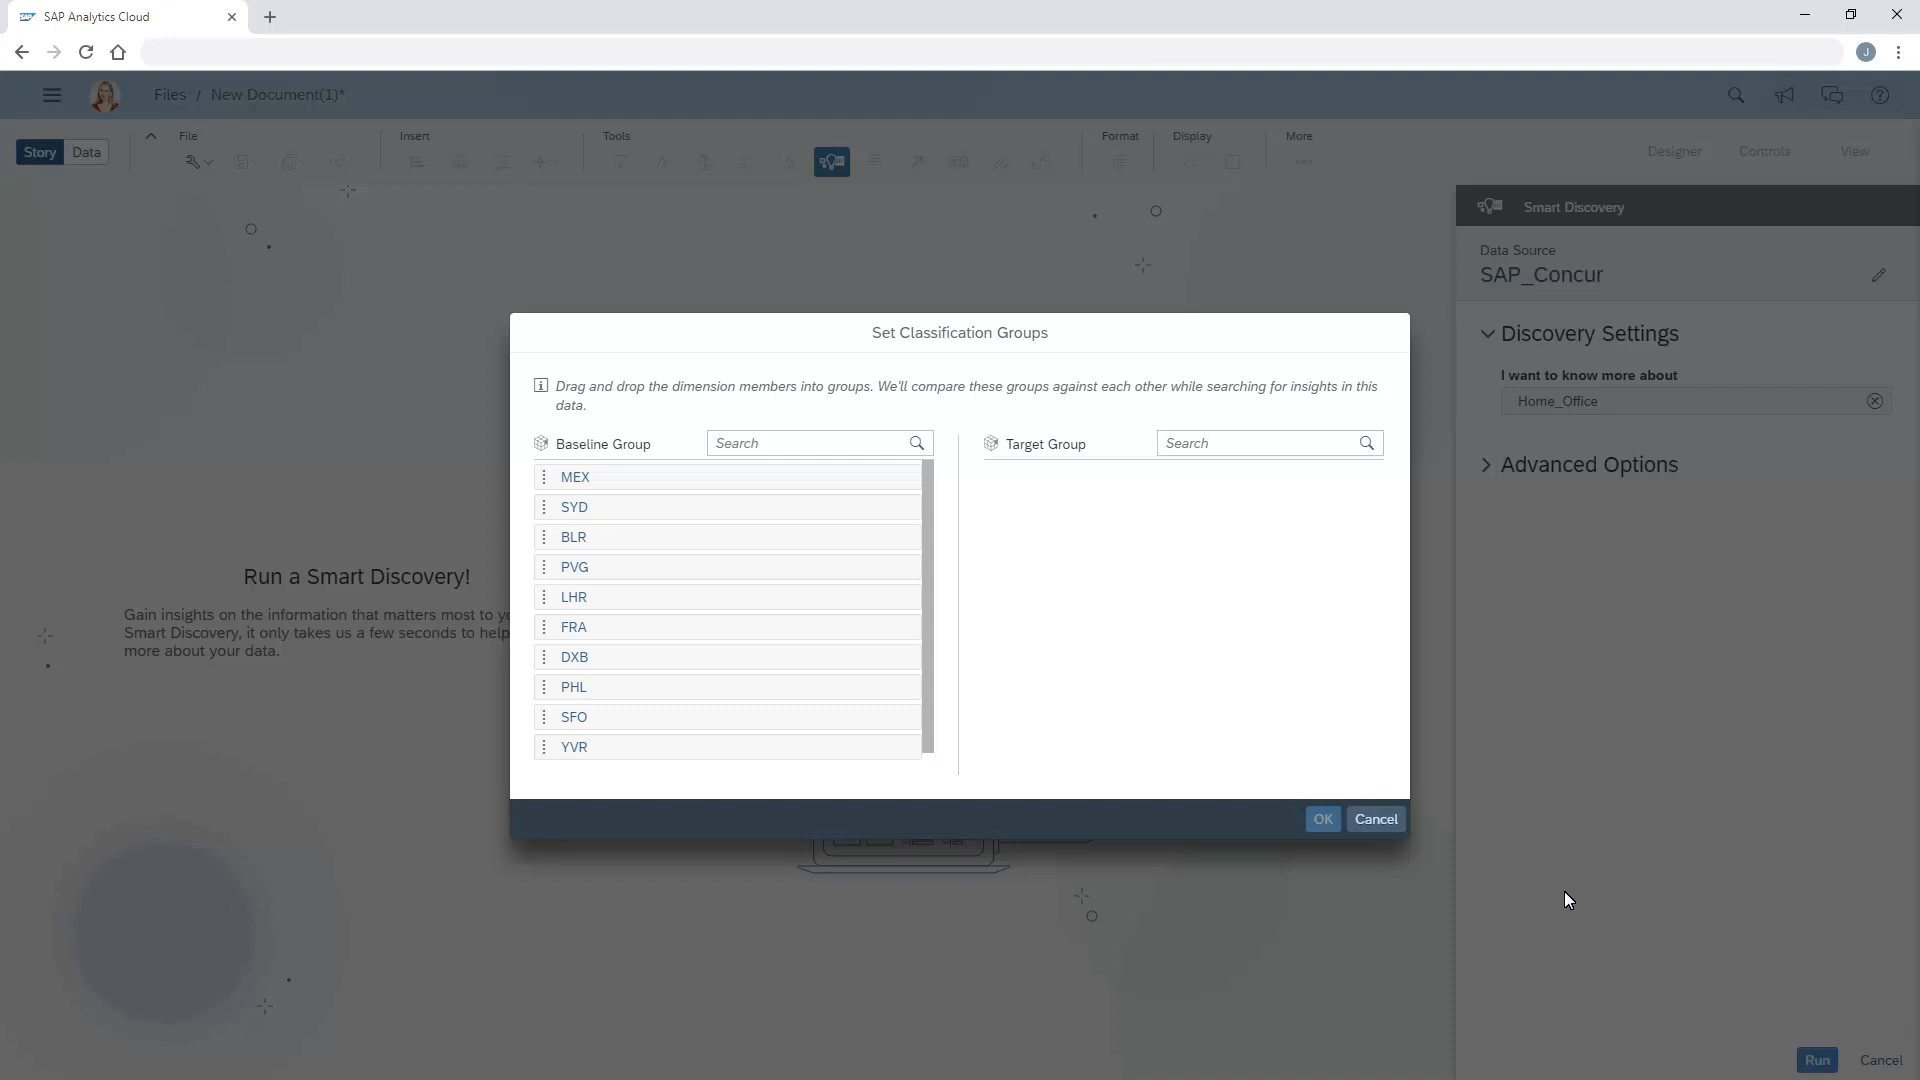 SAP Analytics Cloud
J
Files / New Document(1)*
Story Data
File
Insert
Tools
Format
Display
More
Designer
Controls
View
Smart Discovery
Data Source
SAP_Concur
Discovery Settings
I want to know more about
Home_Office
Advanced Options
Run a Smart Discovery!
Gain insights on the information that matters most to
Smart Discovery, it only takes us a few seconds to help
more about your data.
Set Classification Groups
Drag and drop the dimension members into groups. We'll compare these groups against each other while searching for insights in this
data.
Baseline Group
Search
Target Group
Search
MEX
SYD
BLR
PVG
LHR
FRA
DXB
PHL
SFO
YVR
OK
Cancel
Run
Cancel